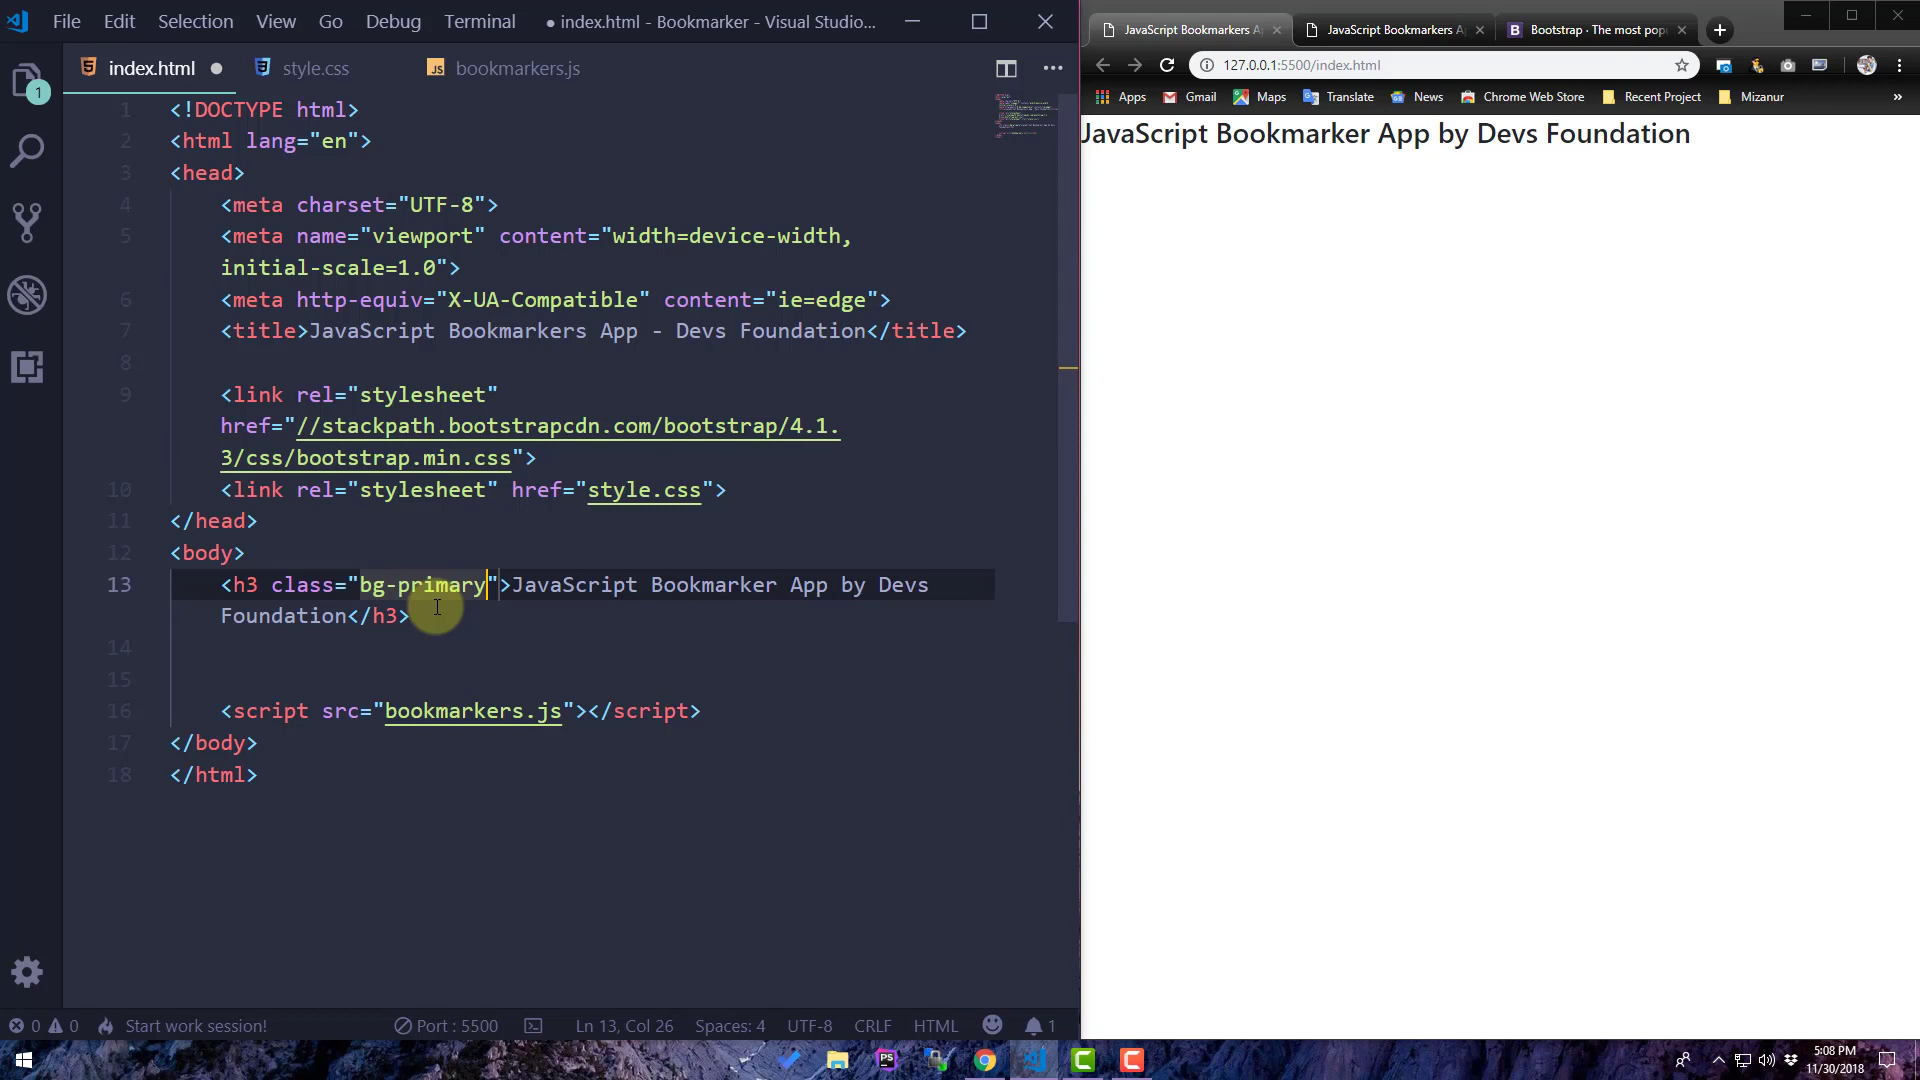 File Edit Selection View Go Debug Terminal ● index.html - Bookmarker - Visual Studio...
index.html ● style.css JS bookmarkers.js
1 <!DOCTYPE html>
2 <html lang="en">
3 <head>
4 <meta charset="UTF-8">
5 <meta name="viewport" content="width=device-width,
initial-scale=1.0">
6 <meta http-equiv="X-UA-Compatible" content="ie=edge">
7 <title>JavaScript Bookmarkers App - Devs Foundation</title>
8
9 <link rel="stylesheet"
href="//stackpath.bootstrapcdn.com/bootstrap/4.1.
3/css/bootstrap.min.css">
10 <link rel="stylesheet" href="style.css">
11 </head>
12 <body>
13 <h3 class="bg-primary">JavaScript Bookmarker App by Devs
Foundation</h3>
14
15
16 <script src="bookmarkers.js"></script>
17 </body>
18 </html>
1
0 0 Start work session! Port : 5500 Ln 13, Col 26 Spaces: 4 UTF-8 CRLF HTML 1
JavaScript Bookmarkers A JavaScript Bookmarkers A B Bootstrap · The most pop
127.0.0.1:5500/index.html
Apps Gmail Maps Translate News Chrome Web Store Recent Project Mizanur »
JavaScript Bookmarker App by Devs Foundation
PS
5:08 PM
11/30/2018